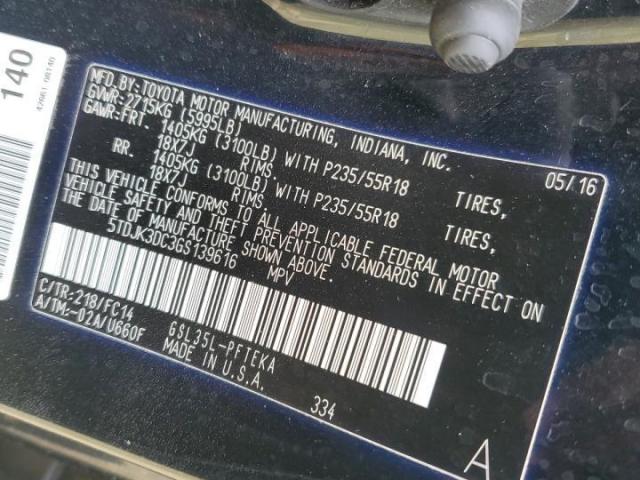 140
42661-08140
MFD.BY:TOYOTA MOTOR MANUFACTURING, INDIANA, INC. 05/16
GVWR:2715KG (5995LB)
GAWR:FRT. 1405KG (3100LB) WITH P235/55R18 TIRES,
18X7J RIMS.
RR. 1405KG (3100LB) WITH P235/55R18 TIRES,
18X7J RIMS.
THIS VEHICLE CONFORMS TO ALL APPLICABLE FEDERAL MOTOR
VEHICLE SAFETY AND THEFT PREVENTION STANDARDS IN EFFECT ON
THE DATE OF MANUFACTURE SHOWN ABOVE.
5TDJK3DC3GS139616 MPV
C/TR:218/FC14 GSL35L-PFTEKA
A/TM:-02A/U660F MADE IN U.S.A.
334
A